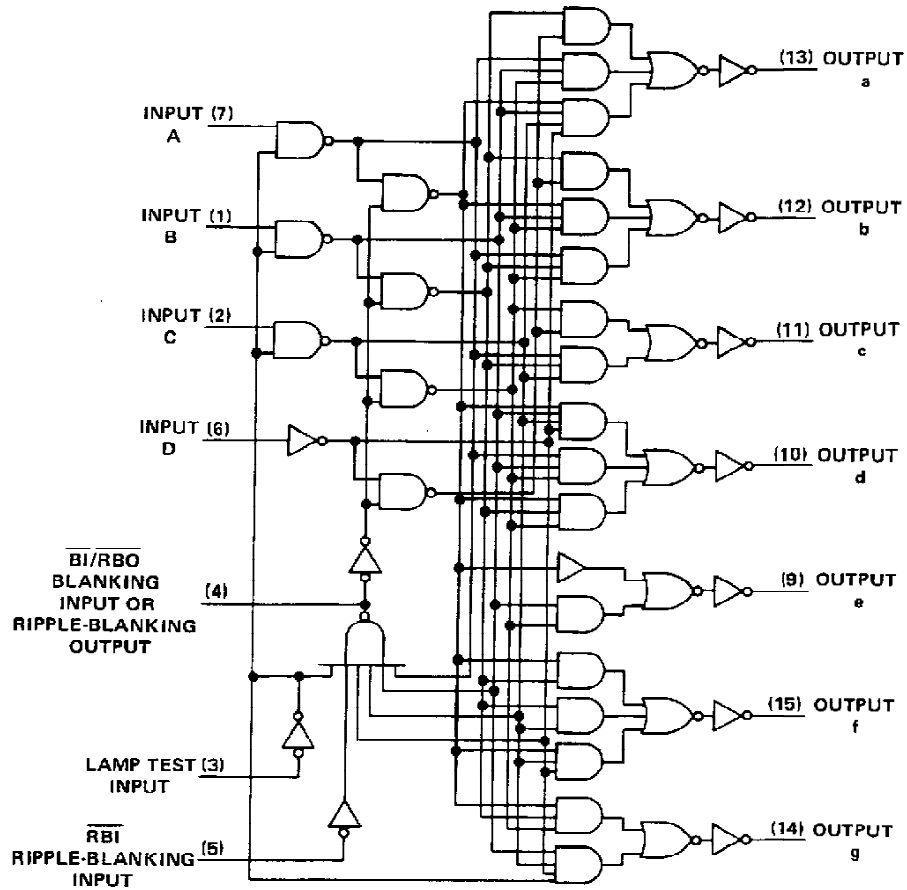 (13) OUTPUT
a
INPUT (7)
A
INPUT (1)
B
(12) OUTPUT
b
INPUT (2)
C
(11) OUTPUT
c
INPUT (6)
D
(10) OUTPUT
d
BI/RBO
BLANKING
INPUT OR
RIPPLE-BLANKING
OUTPUT
(4)
(9) OUTPUT
e
(15) OUTPUT
f
LAMP TEST (3)
INPUT
RBI
RIPPLE-BLANKING (5)
INPUT
(14) OUTPUT
g